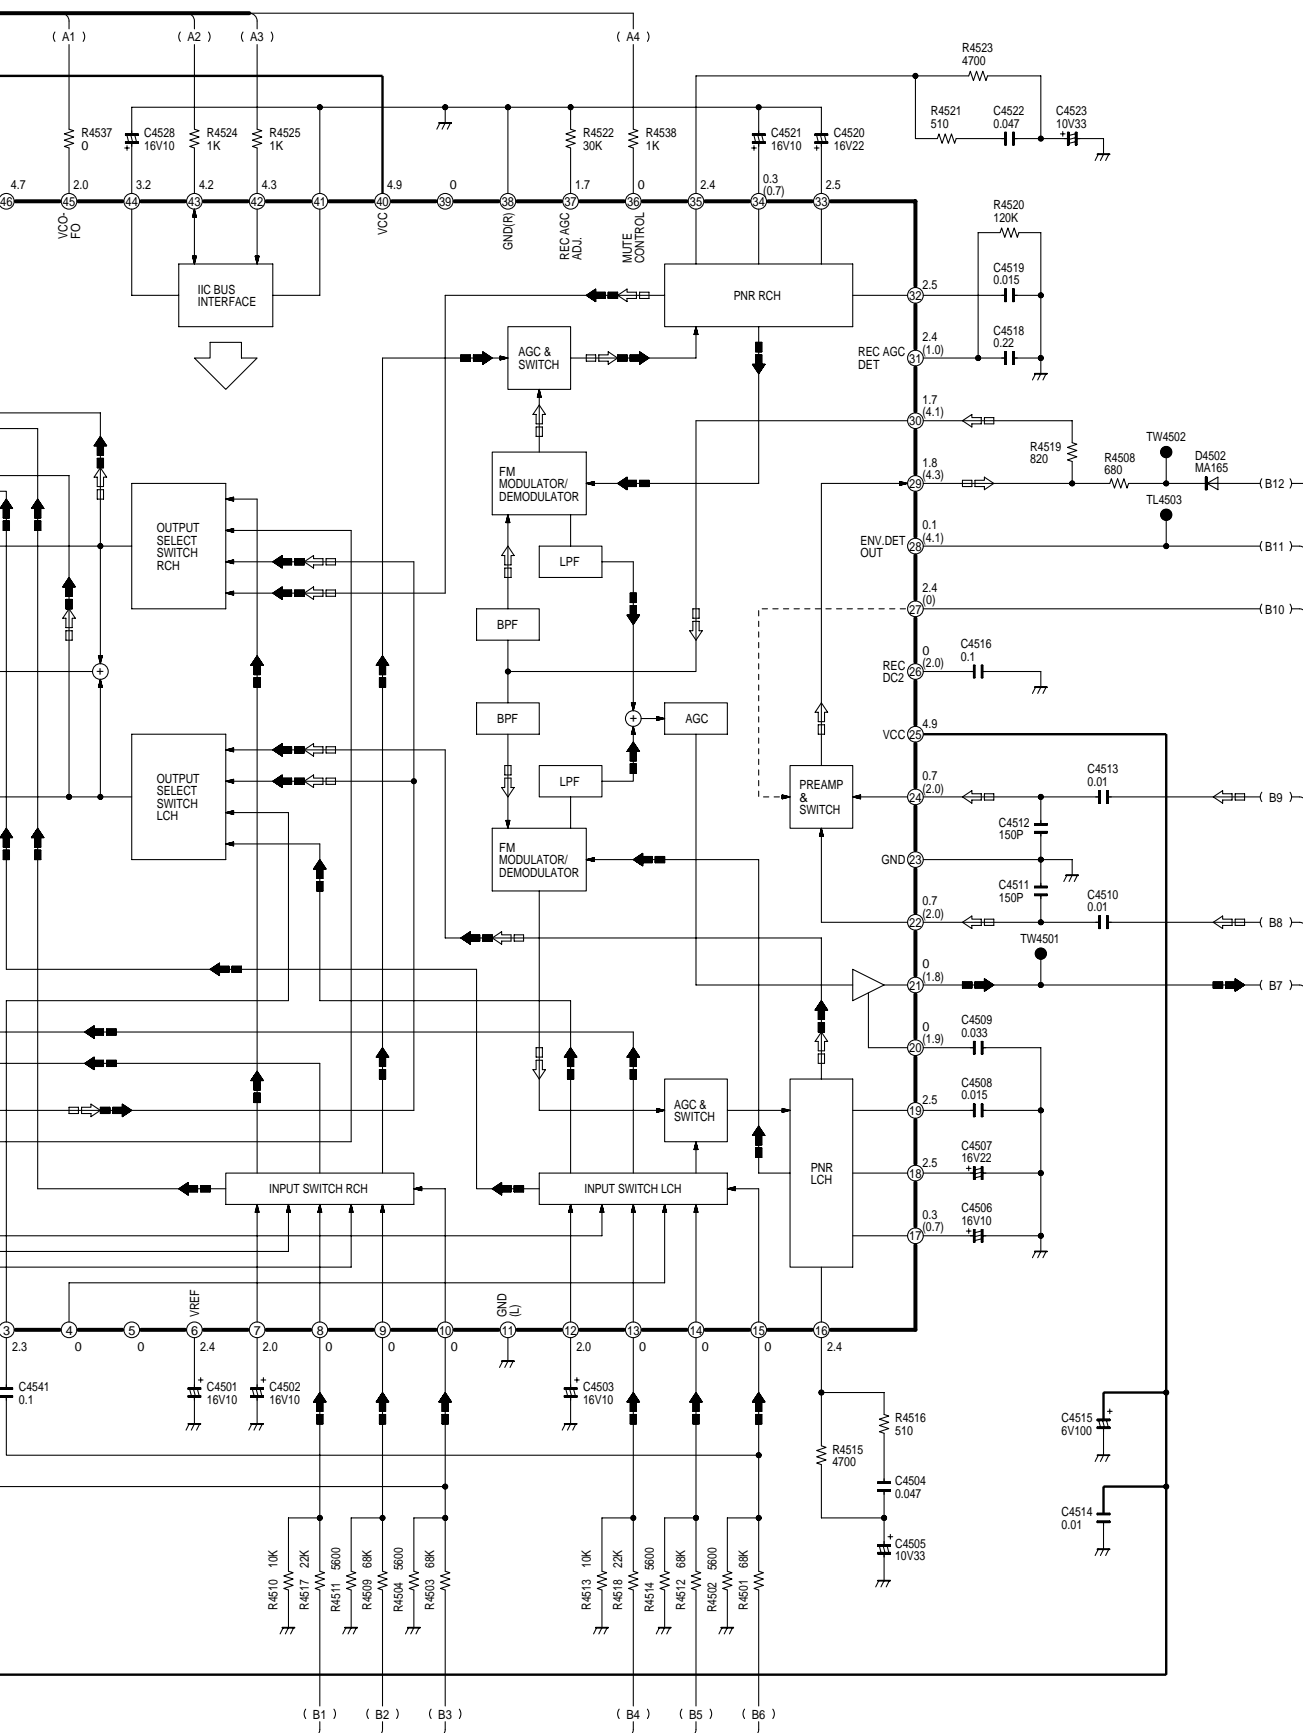 ( A1 )
( A2 )
( A3 )
( A4 )
R4523
4700
R4521
510
C4522
0.047
C4523
10V33
+
R4537
0
C4528
16V10
+
R4524
1K
R4525
1K
R4522
30K
R4538
1K
C4521
16V10
+
C4520
16V22
+
4.7
2.0
3.2
4.2
4.3
4.9
0
1.7
0
2.4
0.3
(0.7)
2.5
46
45
44
43
42
41
40
39
38
37
36
35
34
33
VCO-
FO
VCC
GND(R)
REC AGC
ADJ.
MUTE
CONTROL
R4520
120K
IIC BUS
INTERFACE
PNR RCH
32
2.5
C4519
0.015
AGC &
SWITCH
REC AGC
DET
31
2.4
(1.0)
C4518
0.22
30
1.7
(4.1)
R4519
820
TW4502
R4508
680
D4502
MA165
FM
MODULATOR/
DEMODULATOR
29
1.8
(4.3)
( B12 )
TL4503
OUTPUT
SELECT
SWITCH
RCH
LPF
ENV.DET
OUT
28
0.1
(4.1)
( B11 )
BPF
27
2.4
(0)
( B10 )
+
REC
DC2
26
0
(2.0)
C4516
0.1
BPF
+
AGC
VCC
25
4.9
OUTPUT
SELECT
SWITCH
LCH
LPF
PREAMP
&
SWITCH
24
0.7
(2.0)
C4513
0.01
( B9 )
C4512
150P
FM
MODULATOR/
DEMODULATOR
GND
23
C4511
150P
C4510
0.01
22
0.7
(2.0)
( B8 )
TW4501
21
0
(1.8)
( B7 )
20
0
(1.9)
C4509
0.033
AGC &
SWITCH
19
2.5
C4508
0.015
PNR
LCH
18
2.5
C4507
16V22
+
INPUT SWITCH RCH
INPUT SWITCH LCH
17
0.3
(0.7)
C4506
16V10
+
VREF
GND
(L)
3
4
5
6
7
8
9
10
11
12
13
14
15
16
2.3
0
0
2.4
2.0
0
0
0
2.0
0
0
0
2.4
C4541
0.1
C4501
16V10
+
C4502
16V10
+
C4503
16V10
+
R4516
510
C4515
6V100
+
R4515
4700
C4504
0.047
C4514
0.01
C4505
10V33
+
R4510 10K
R4517 22K
R4511 5600
R4509 68K
R4504 5600
R4503 68K
R4513 10K
R4518 22K
R4514 5600
R4512 68K
R4502 5600
R4501 68K
( B1 )
( B2 )
( B3 )
( B4 )
( B5 )
( B6 )